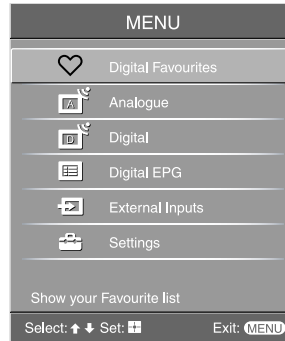 MENU
Digital Favourites
A Analogue
D Digital
Digital EPG
External Inputs
Settings
Show your Favourite list
Select: Set: Exit: MENU